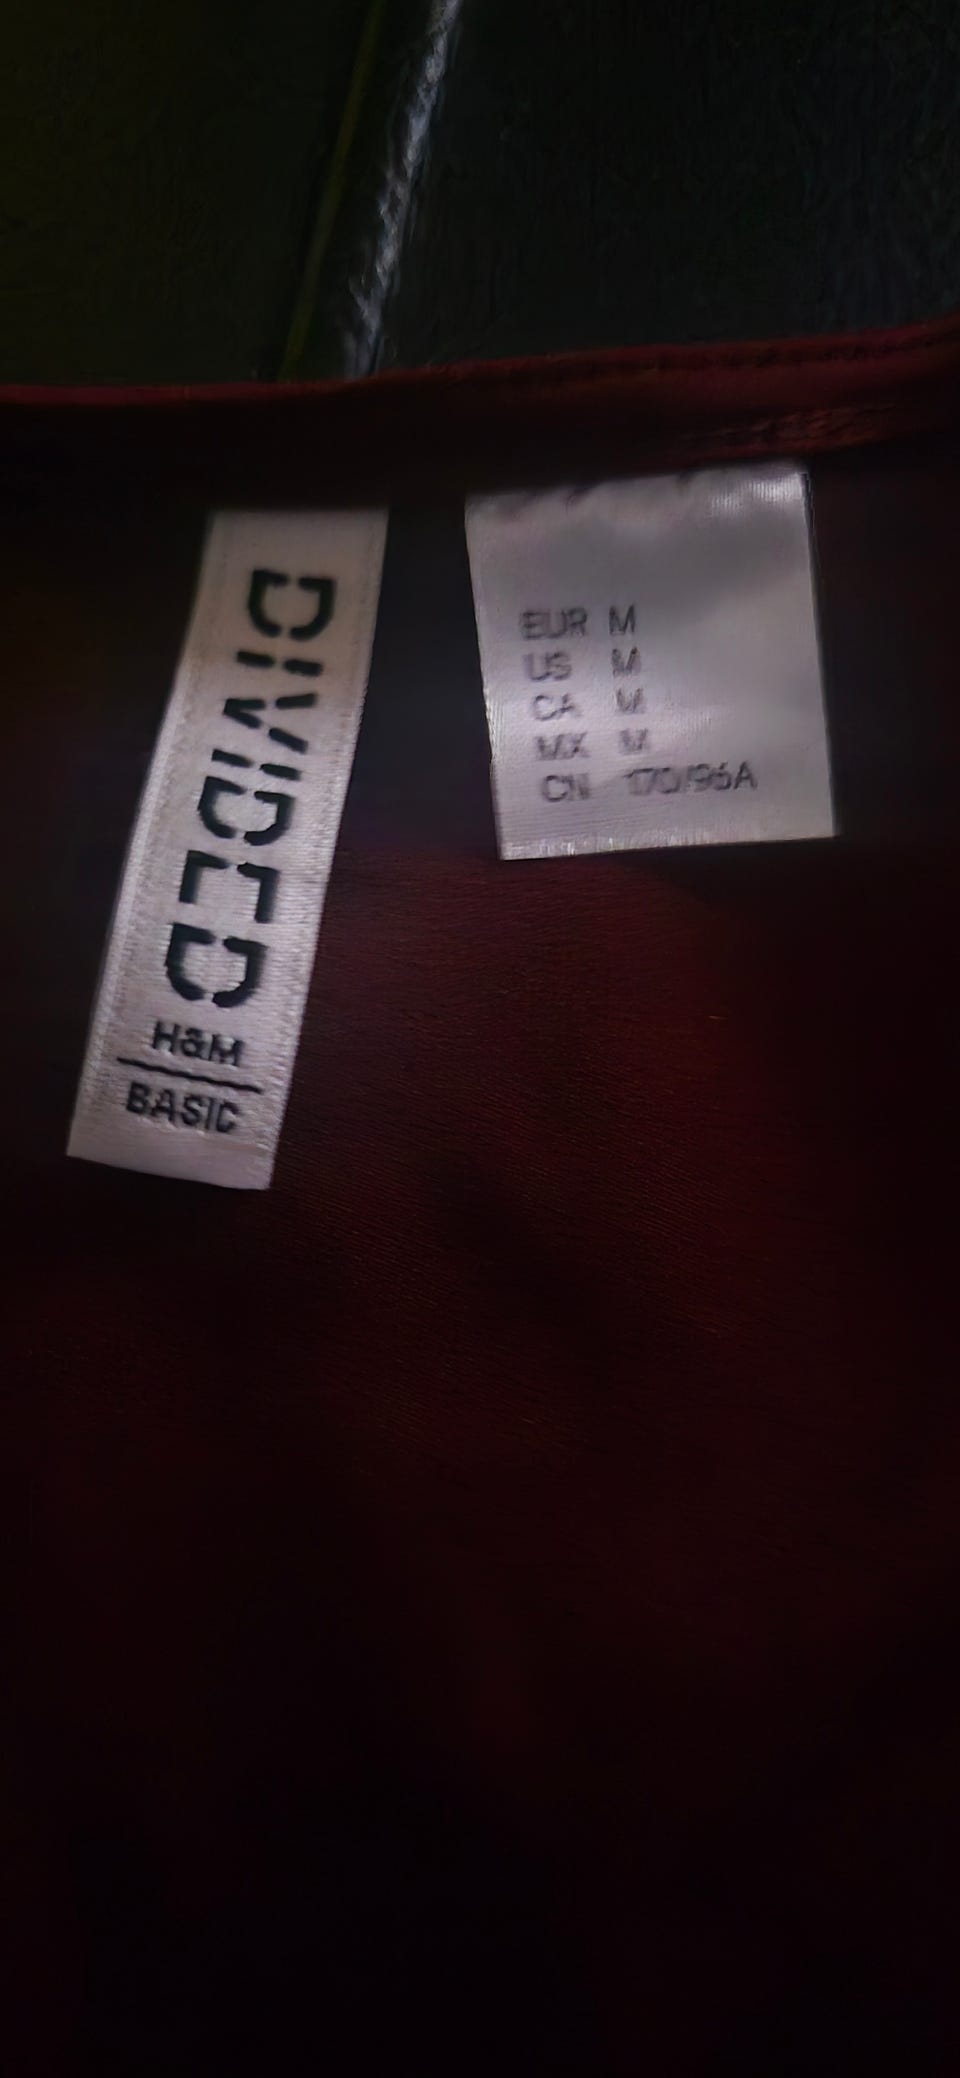 DIVIDED
H&M
BASIC
EUR M
US M
CA M
MX M
CN 170/96A